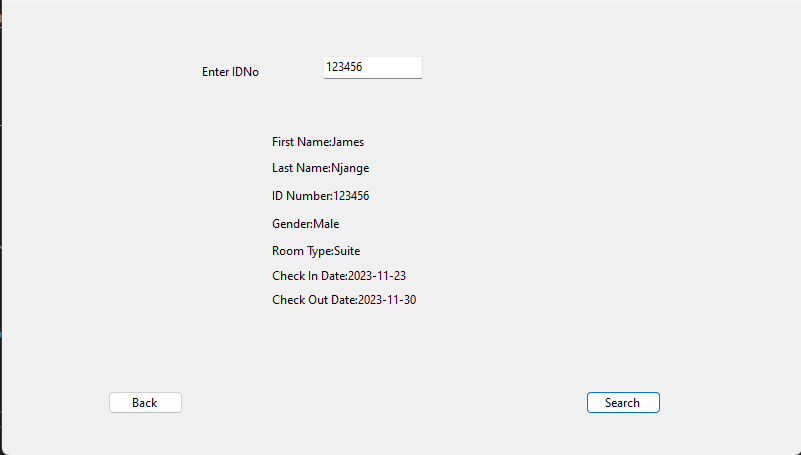 Enter IDNo 123456
First Name:James
Last Name:Njange
ID Number:123456
Gender:Male
Room Type:Suite
Check In Date:2023-11-23
Check Out Date:2023-11-30
Back Search